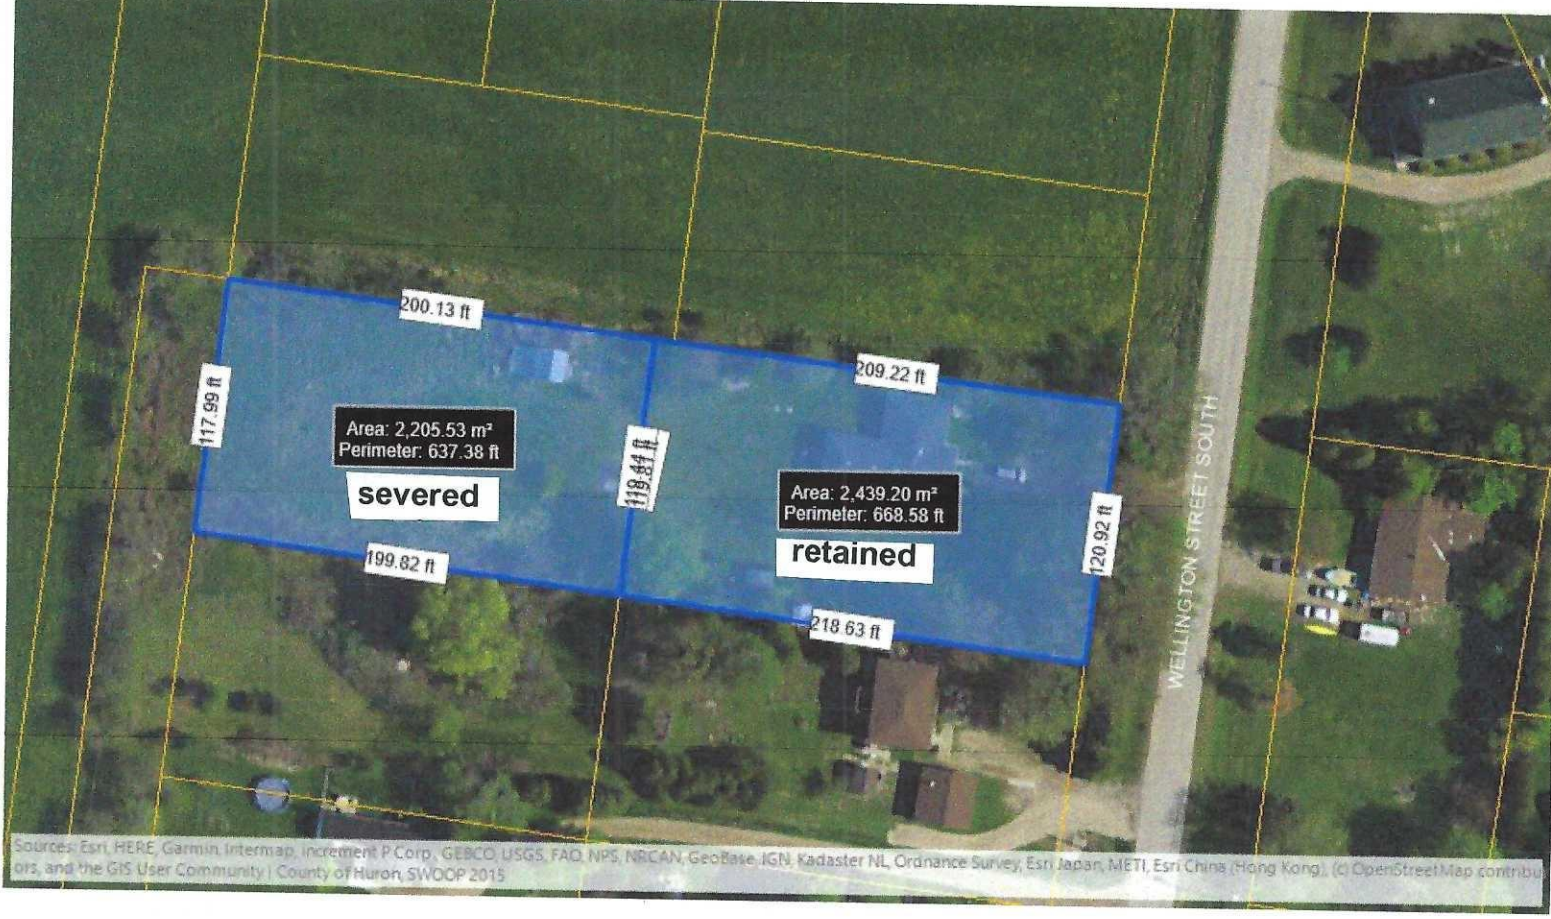 200.13 ft
209.22 ft
117.99 ft
Area: 2,205.53 m²
Perimeter: 637.38 ft
severed
119.81 ft
Area: 2,439.20 m²
Perimeter: 668.58 ft
retained
120.92 ft
WELLINGTON STREET SOUTH
199.82 ft
218.63 ft
Sources: Esri, HERE, Garmin, Intermap, increment P Corp., GEBCO, USGS, FAO, NPS, NRCAN, GeoBase, IGN, Kadaster NL, Ordnance Survey, Esri Japan, METI, Esri China (Hong Kong), (c) OpenStreetMap contribu
ors, and the GIS User Community | County of Huron, SWOOP 2015